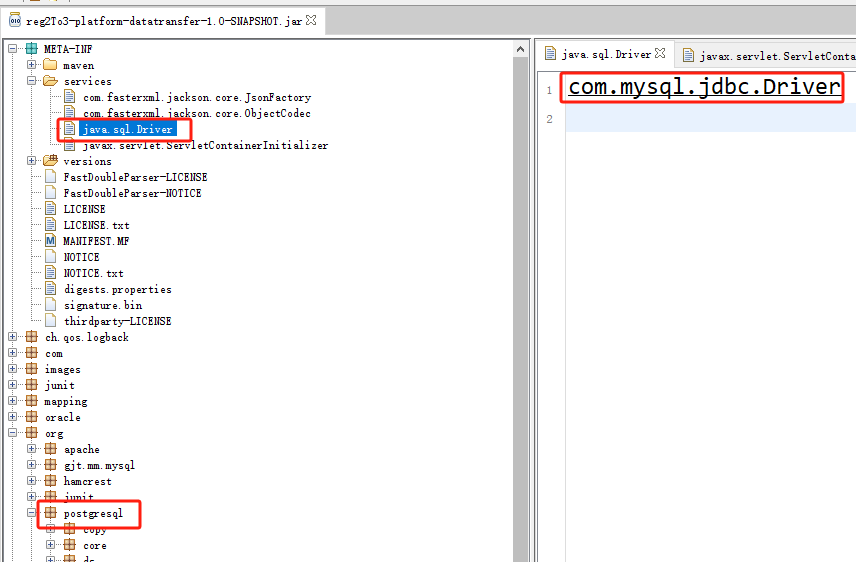 reg2To3-platform-datatransfer-1.0-SNAPSHOT.jar
META-INF
maven
services
com.fasterxml.jackson.core.JsonFactory
com.fasterxml.jackson.core.ObjectCodec
java.sql.Driver
javax.servlet.ServletContainerInitializer
versions
FastDoubleParser-LICENSE
FastDoubleParser-NOTICE
LICENSE
LICENSE.txt
MANIFEST.MF
NOTICE
NOTICE.txt
digests.properties
signature.bin
thirdparty-LICENSE
ch.qos.logback
com
images
junit
mapping
oracle
org
apache
gjt.mm.mysql
hamcrest
junit
postgresql
copy
core
ds
java.sql.Driver
javax.servlet.ServletConta
1 com.mysql.jdbc.Driver
2